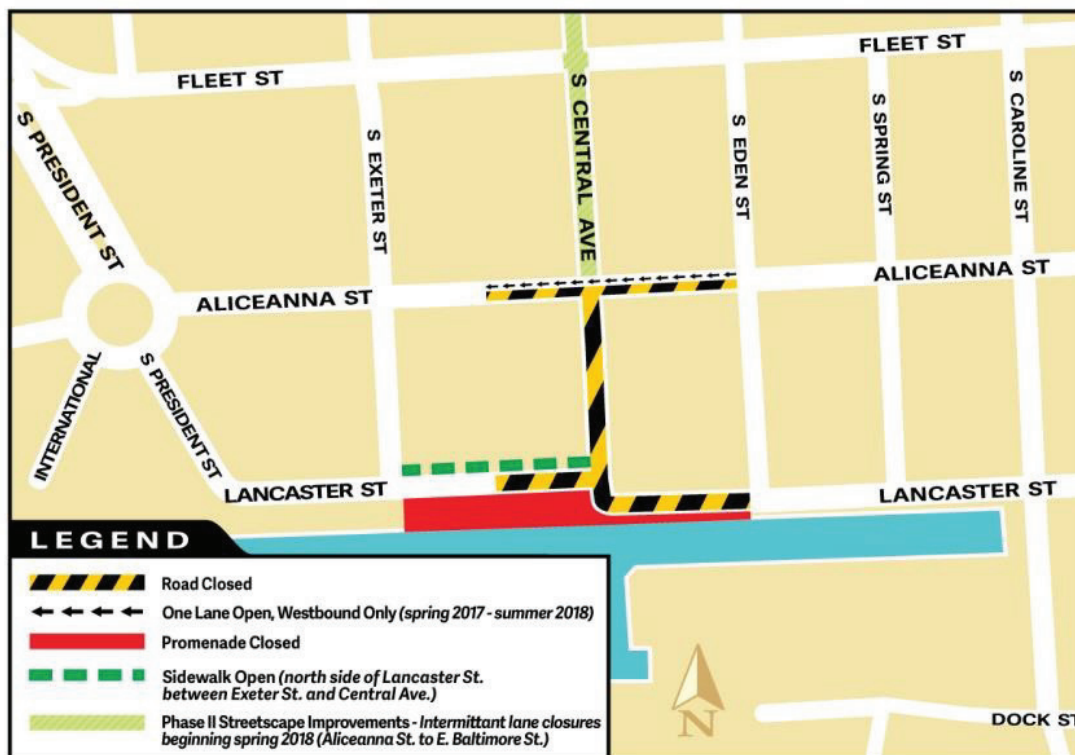 FLEET ST
FLEET ST
S PRESIDENT ST
S EXETER ST
S CENTRAL AVE
S EDEN ST
S SPRING ST
S CAROLINE ST
ALICEANNA ST
ALICEANNA ST
INTERNATIONAL
S PRESIDENT ST
LANCASTER ST
LANCASTER ST
LEGEND
Road Closed
One Lane Open, Westbound Only (spring 2017 - summer 2018)
Promenade Closed
Sidewalk Open (north side of Lancaster St.
between Exeter St. and Central Ave.)
Phase II Streetscape Improvements - Intermittant lane closures
beginning spring 2018 (Aliceanna St. to E. Baltimore St.)
N
DOCK ST